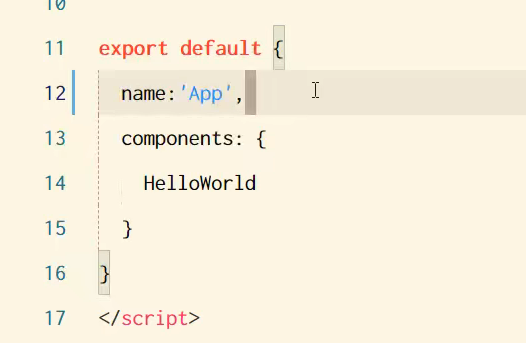 10
11 export default {
12 name:'App',
13 components: {
14 HelloWorld
15 }
16 }
17 </script>